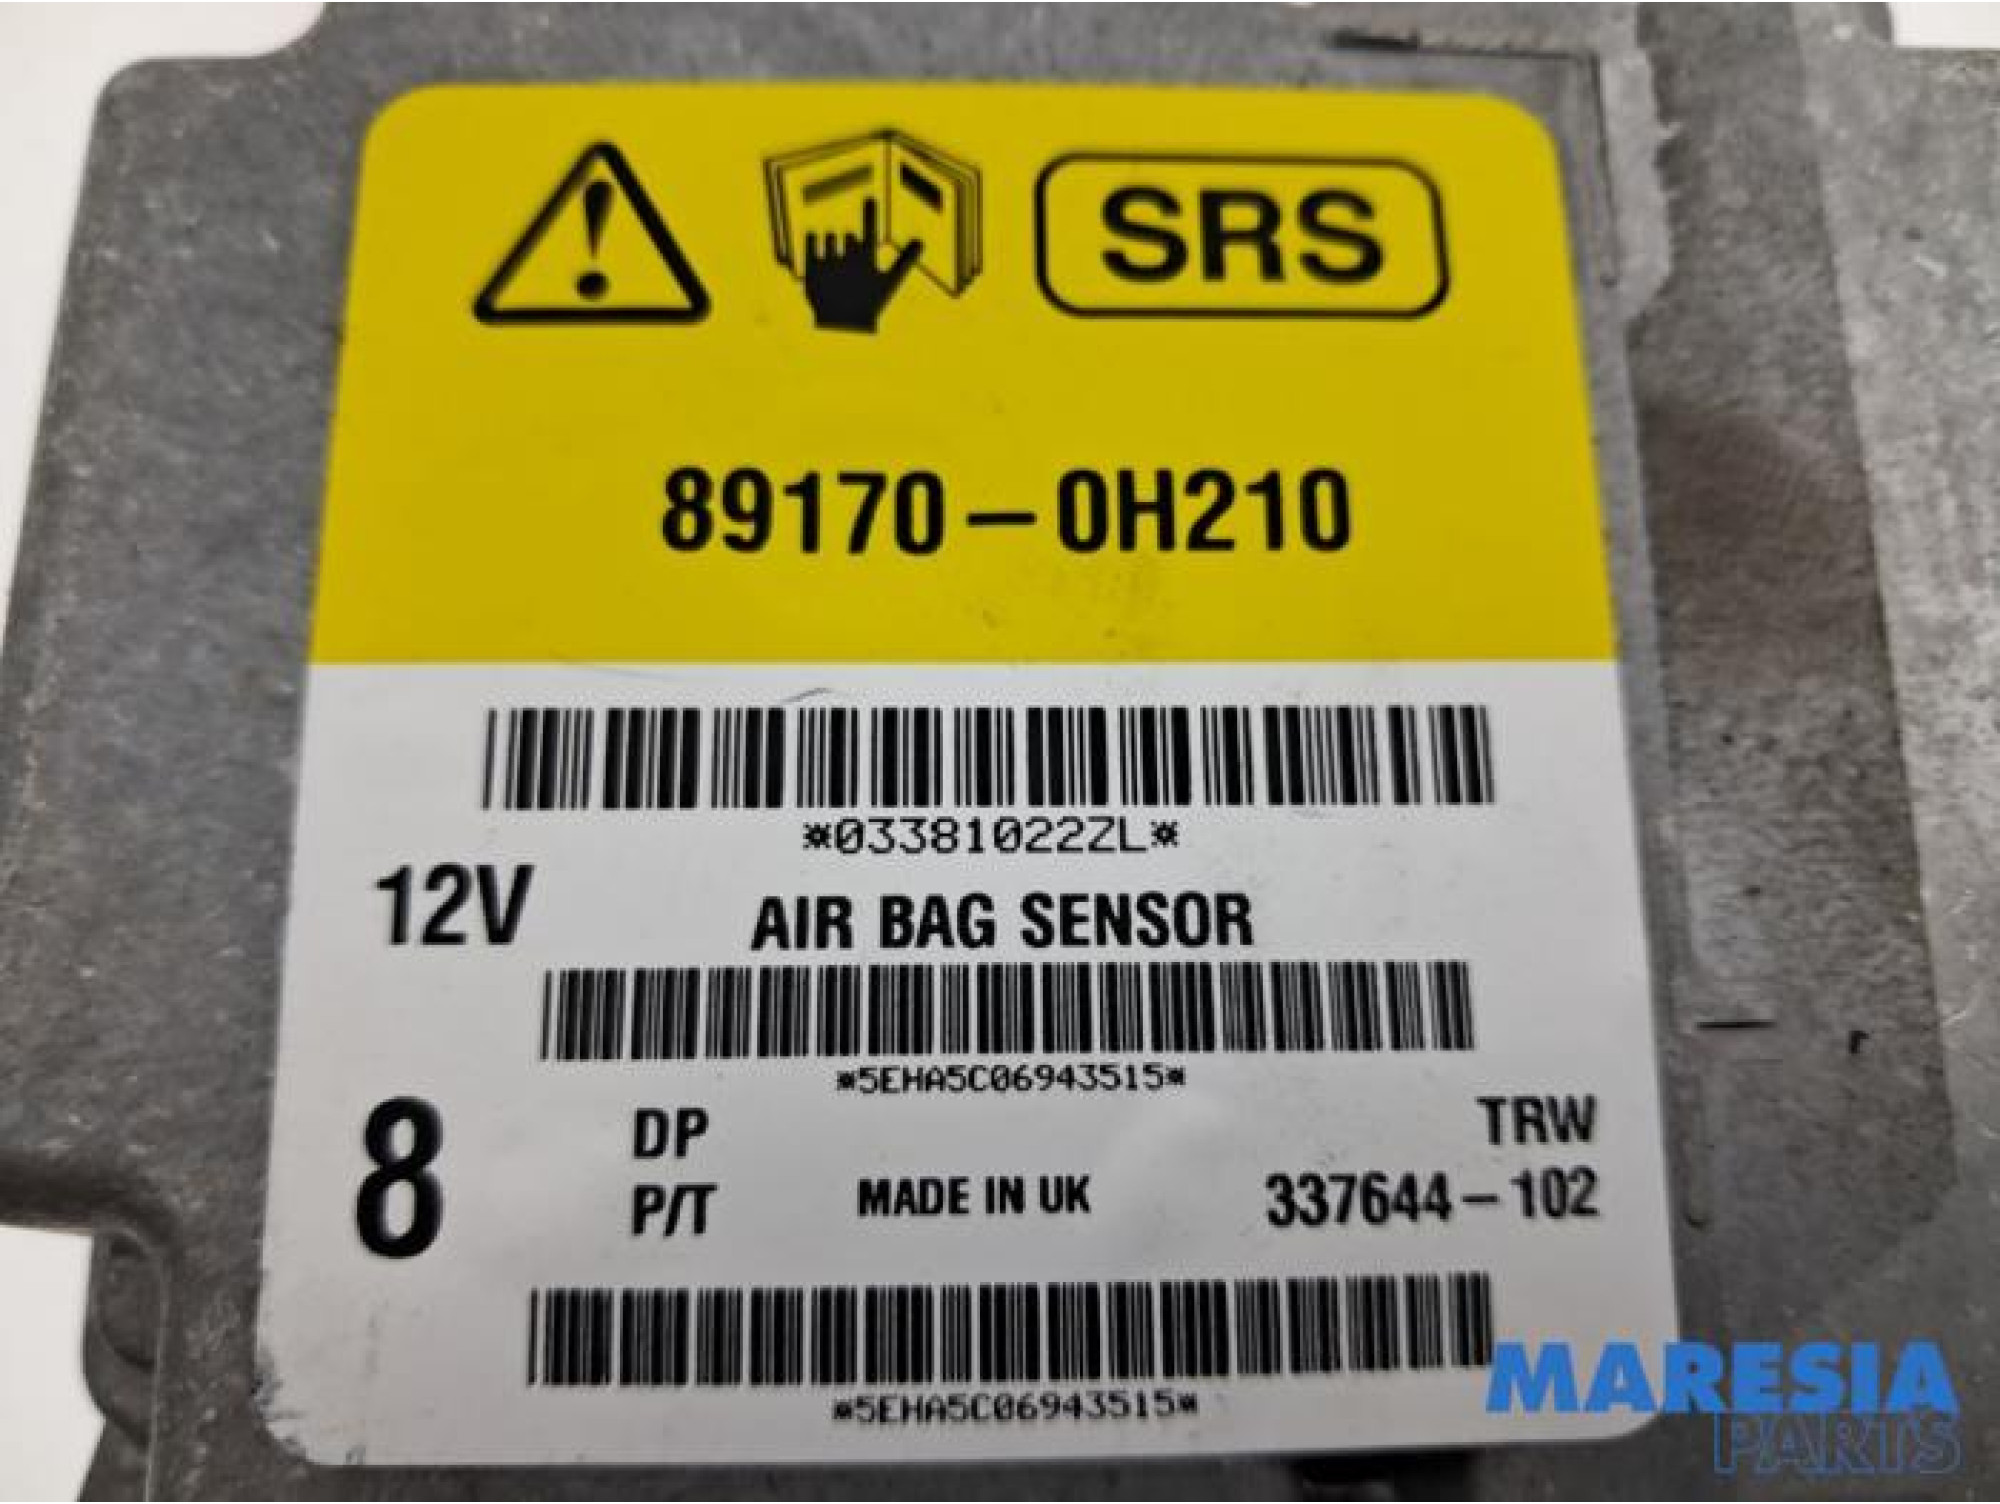 SRS
89170-0H210
*03381022ZL*
12V AIR BAG SENSOR
*5EHA5C06943515*
8 DP TRW
P/T MADE IN UK 337644-102
*5EHA5C06943515*
MARESIA
PARTS